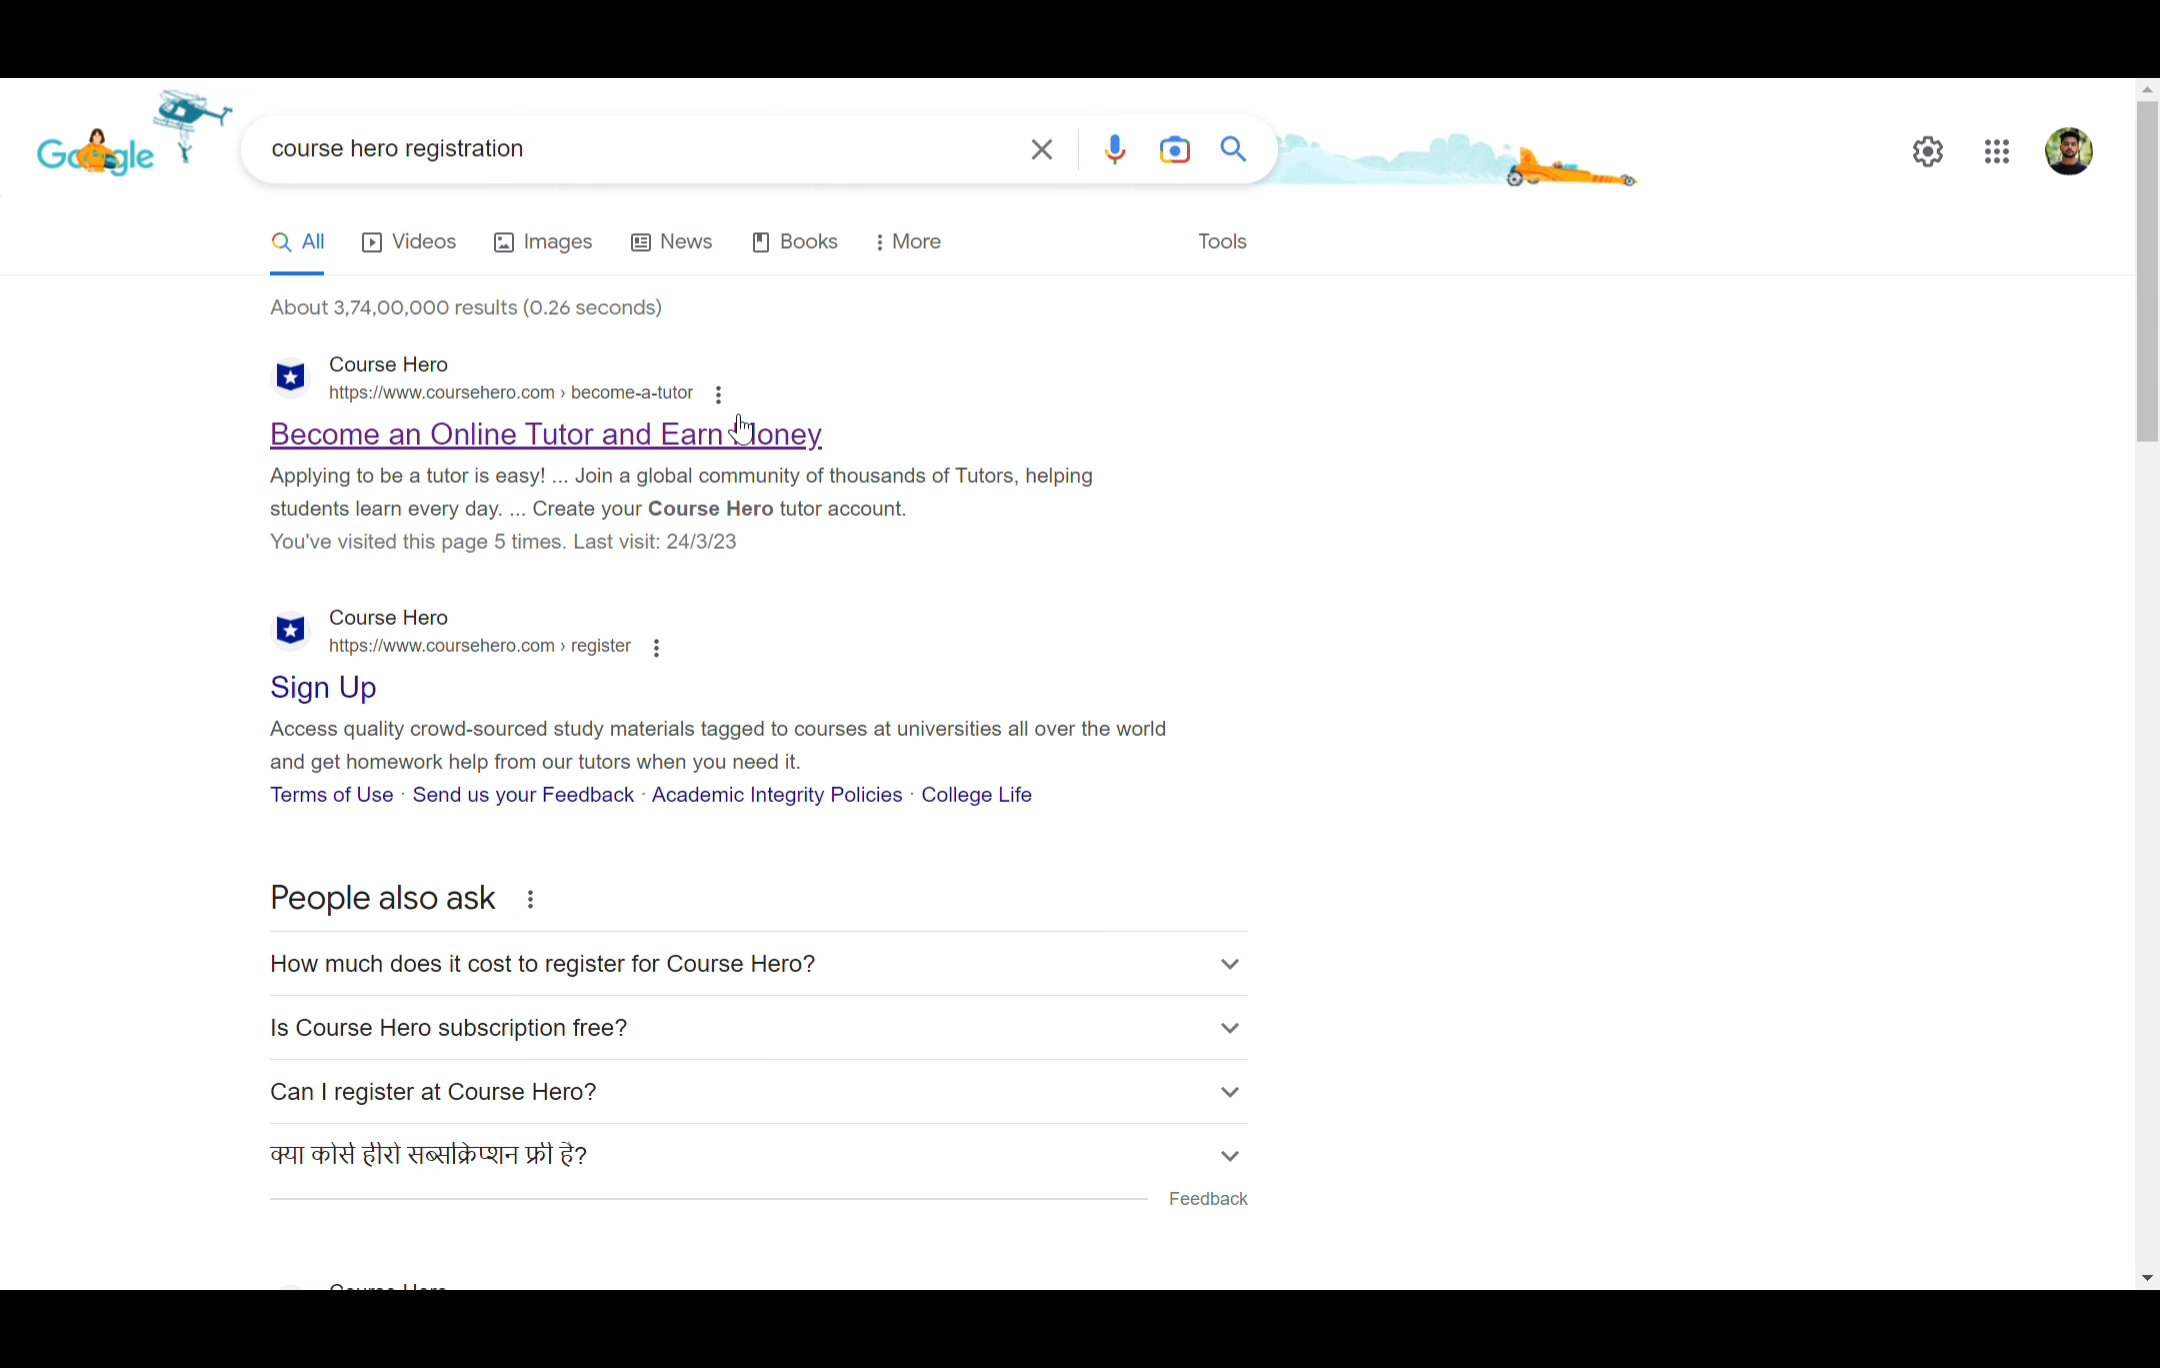 Google
course hero registration
All Videos Images News Books More Tools
About 3,74,00,000 results (0.26 seconds)
Course Hero
https://www.coursehero.com › become-a-tutor
Become an Online Tutor and Earn Money
Applying to be a tutor is easy! ... Join a global community of thousands of Tutors, helping
students learn every day. ... Create your Course Hero tutor account.
You've visited this page 5 times. Last visit: 24/3/23
Course Hero
https://www.coursehero.com › register
Sign Up
Access quality crowd-sourced study materials tagged to courses at universities all over the world
and get homework help from our tutors when you need it.
Terms of Use · Send us your Feedback · Academic Integrity Policies · College Life
People also ask
How much does it cost to register for Course Hero?
Is Course Hero subscription free?
Can I register at Course Hero?
क्या कोर्स हीरो सब्सक्रिप्शन फ्री है?
Feedback
Course Hero